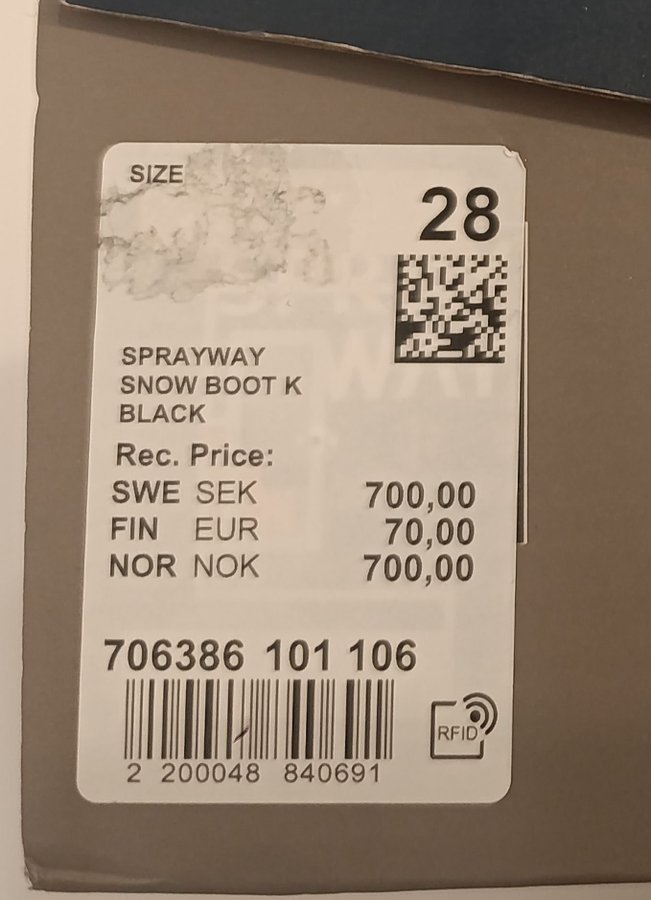 SIZE
28
SPRAYWAY
SNOW BOOT K
BLACK
Rec. Price:
SWE SEK 700,00
FIN EUR 70,00
NOR NOK 700,00
706386 101 106
RFID
2 200048 840691